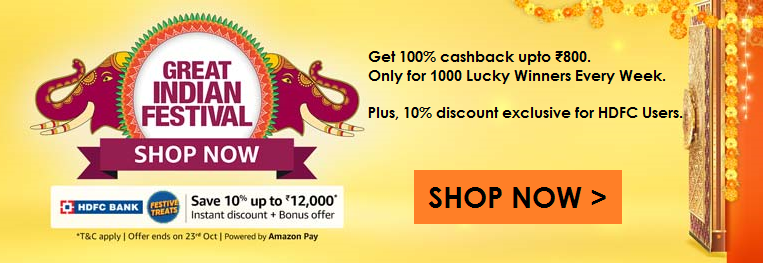 GREAT
INDIAN
FESTIVAL
SHOP NOW
HDFC BANK
FESTIVE
TREATS
Save 10% up to ₹12,000*
Instant discount + Bonus offer
*T&C apply | Offer ends on 23rd Oct | Powered by Amazon Pay
Get 100% cashback upto ₹800.
Only for 1000 Lucky Winners Every Week.
Plus, 10% discount exclusive for HDFC Users.
SHOP NOW >